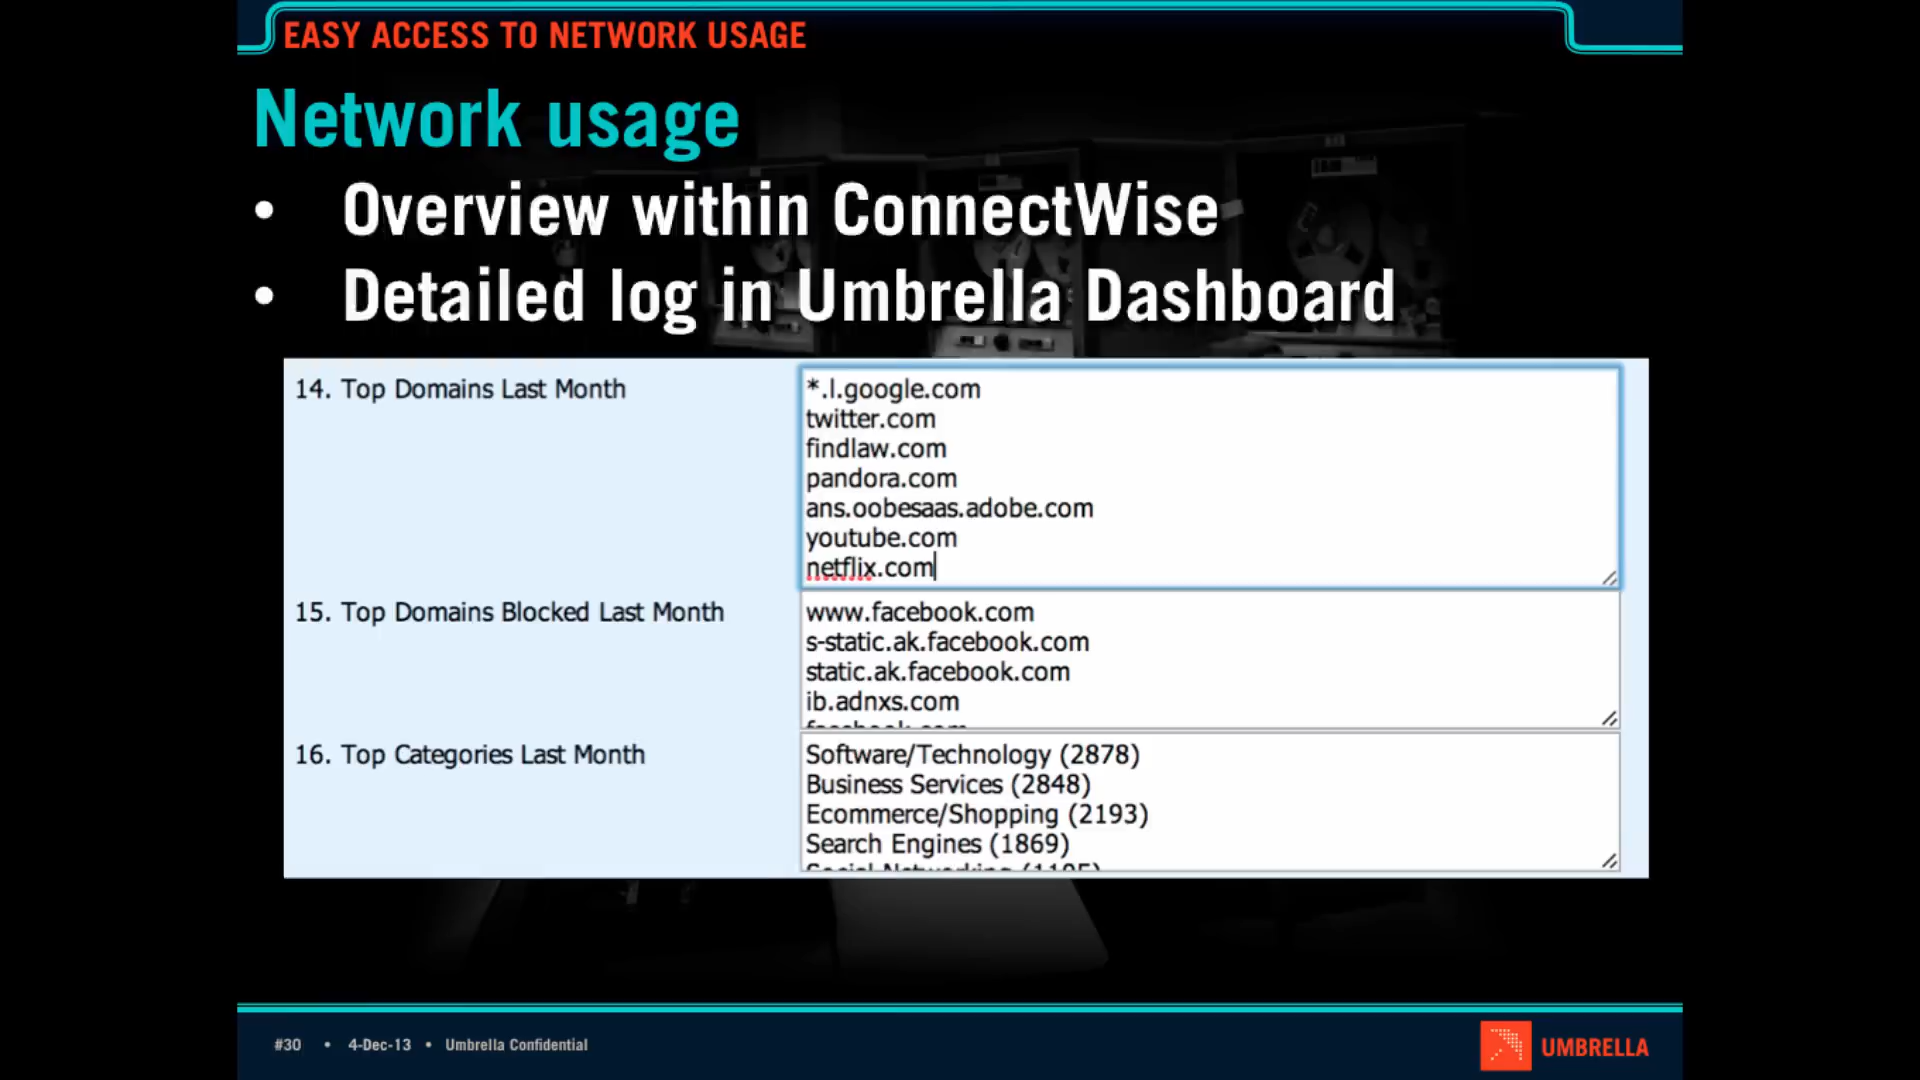 EASY ACCESS TO NETWORK USAGE
Network usage
• Overview within ConnectWise
• Detailed log in Umbrella Dashboard
14. Top Domains Last Month
*.l.google.com
twitter.com
findlaw.com
pandora.com
ans.oobesaas.adobe.com
youtube.com
netflix.com
15. Top Domains Blocked Last Month
www.facebook.com
s-static.ak.facebook.com
static.ak.facebook.com
ib.adnxs.com
facebook.com
16. Top Categories Last Month
Software/Technology (2878)
Business Services (2848)
Ecommerce/Shopping (2193)
Search Engines (1869)
Social Networking
#30 • 4-Dec-13 • Umbrella Confidential
UMBRELLA